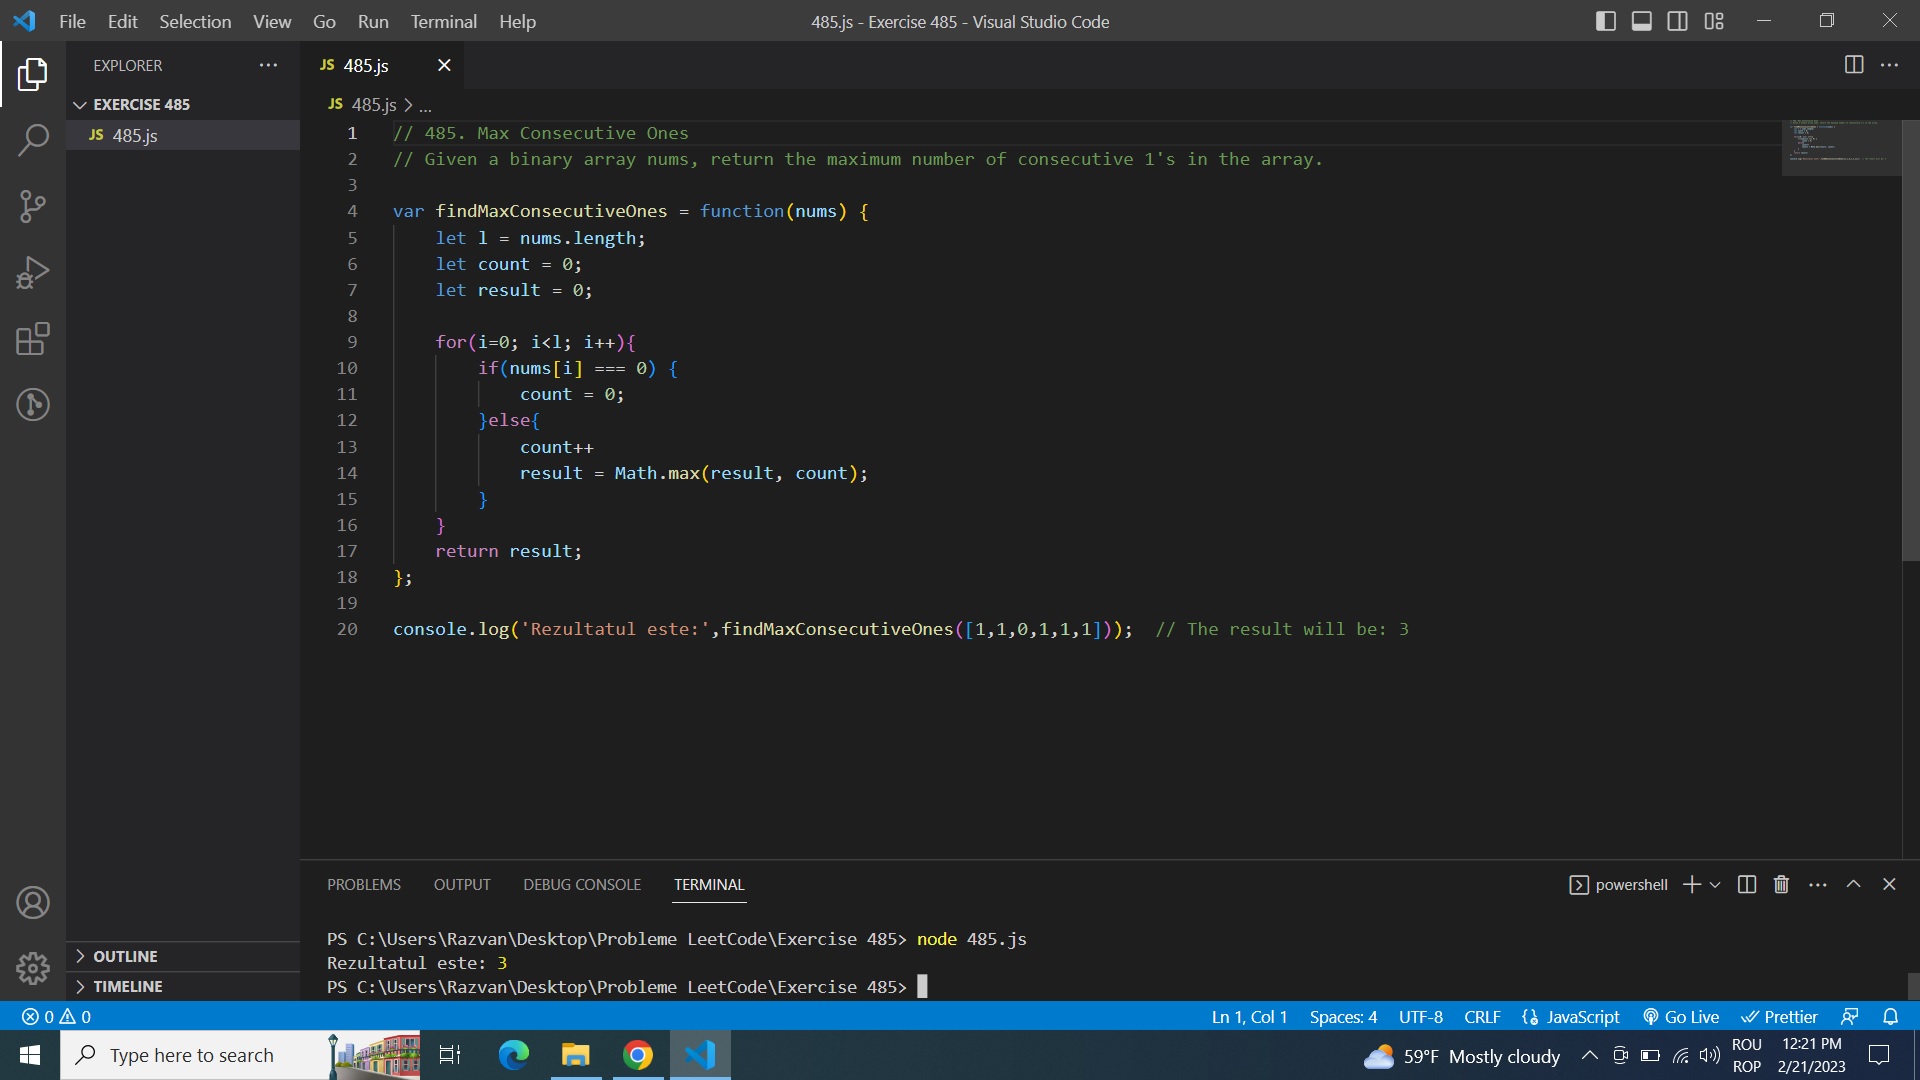 File Edit Selection View Go Run Terminal Help
485.js - Exercise 485 - Visual Studio Code
EXPLORER
JS 485.js
EXERCISE 485
JS 485.js
JS 485.js > ...
1 // 485. Max Consecutive Ones
2 // Given a binary array nums, return the maximum number of consecutive 1's in the array.
3
4 var findMaxConsecutiveOnes = function(nums) {
5 let l = nums.length;
6 let count = 0;
7 let result = 0;
8
9 for(i=0; i<l; i++){
10 if(nums[i] === 0) {
11 count = 0;
12 }else{
13 count++
14 result = Math.max(result, count);
15 }
16 }
17 return result;
18 };
19
20 console.log('Rezultatul este:',findMaxConsecutiveOnes([1,1,0,1,1,1])); // The result will be: 3
PROBLEMS OUTPUT DEBUG CONSOLE TERMINAL
powershell
PS C:\Users\Razvan\Desktop\Probleme LeetCode\Exercise 485> node 485.js
Rezultatul este: 3
PS C:\Users\Razvan\Desktop\Probleme LeetCode\Exercise 485>
OUTLINE
TIMELINE
0 0
Ln 1, Col 1 Spaces: 4 UTF-8 CRLF JavaScript Go Live Prettier
Type here to search
59°F Mostly cloudy
ROU
ROP
12:21 PM
2/21/2023